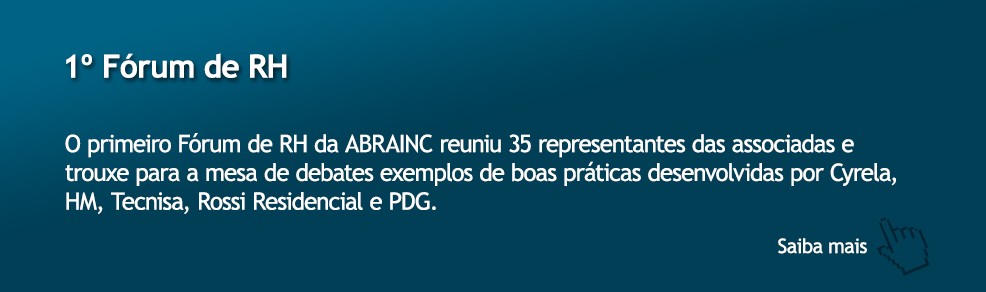 1º Fórum de RH
O primeiro Fórum de RH da ABRAINC reuniu 35 representantes das associadas e
trouxe para a mesa de debates exemplos de boas práticas desenvolvidas por Cyrela,
HM, Tecnisa, Rossi Residencial e PDG.
Saiba mais